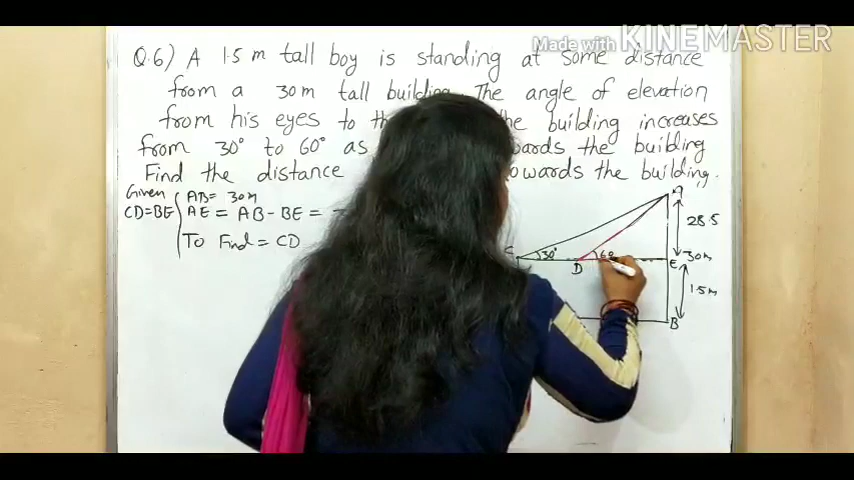 Made with KINEMASTER
Q.6) A 1.5 m tall boy is standing at some distance
from a 30m tall building. The angle of elevation
from his eyes to the building increases
from 30° to 60° as towards the building
Find the distance towards the building.
Given AB = 30m
CD=BE AE = AB - BE =
To Find = CD
A
28.5
C 30° D 60 E 30m
1.5m
B